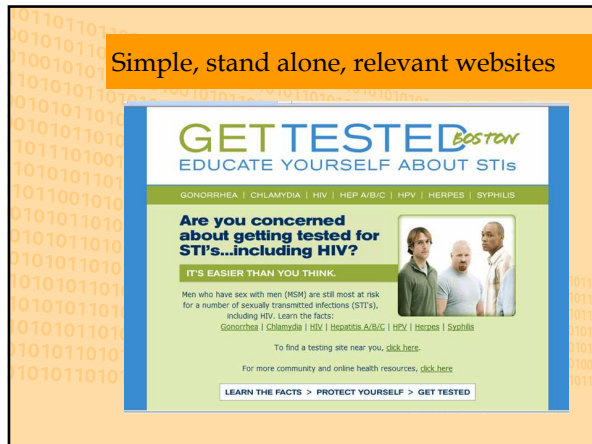 Simple, stand alone, relevant websites
GET TESTED BOSTON
EDUCATE YOURSELF ABOUT STIs
GONORRHEA | CHLAMYDIA | HIV | HEP A/B/C | HPV | HERPES | SYPHILIS
Are you concerned
about getting tested for
STI's...including HIV?
IT'S EASIER THAN YOU THINK.
Men who have sex with men (MSM) are still most at risk
for a number of sexually transmitted infections (STI's),
including HIV. Learn the facts:
Gonorrhea | Chlamydia | HIV | Hepatitis A/B/C | HPV | Herpes | Syphilis
To find a testing site near you, click here.
For more community and online health resources, click here
LEARN THE FACTS > PROTECT YOURSELF > GET TESTED